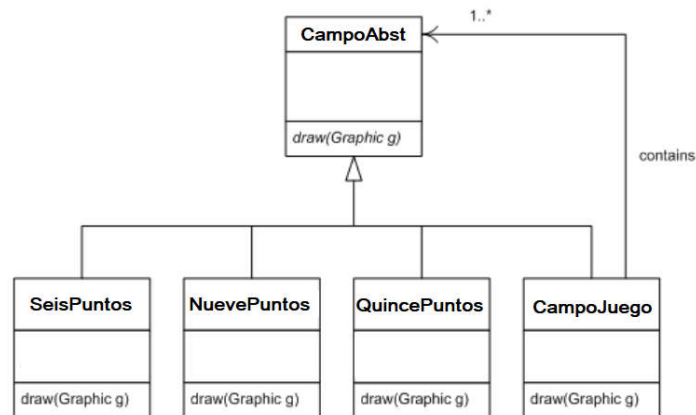 1..*
CampoAbst
draw(Graphic g)
contains
SeisPuntos
NuevePuntos
QuincePuntos
CampoJuego
draw(Graphic g)
draw(Graphic g)
draw(Graphic g)
draw(Graphic g)